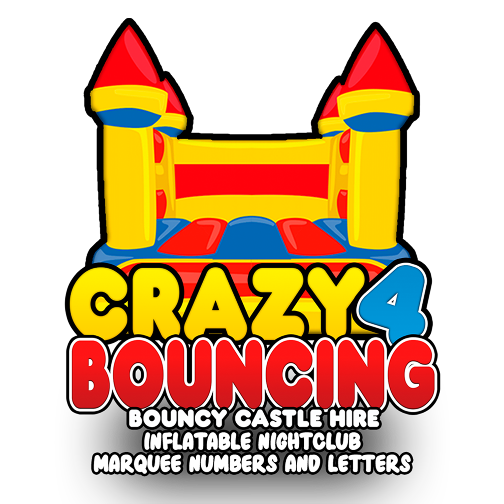 CRAZY4
BOUNCING
BOUNCY CASTLE HIRE
INFLATABLE NIGHTCLUB
MARQUEE NUMBERS AND LETTERS